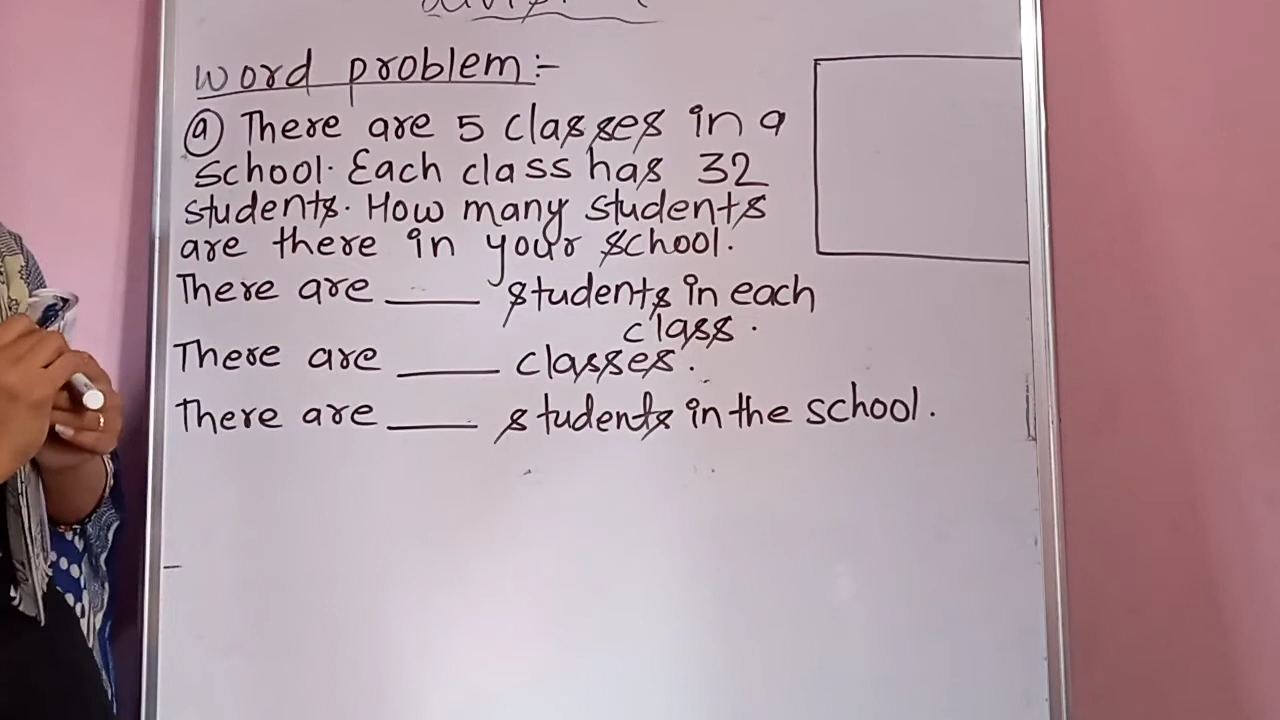 Word problem :-
ⓐ There are 5 classes in a
school. Each class has 32
students. How many students
are there in your school.
There are ____ students in each
class.
There are ____ classes.
There are ____ students in the school.